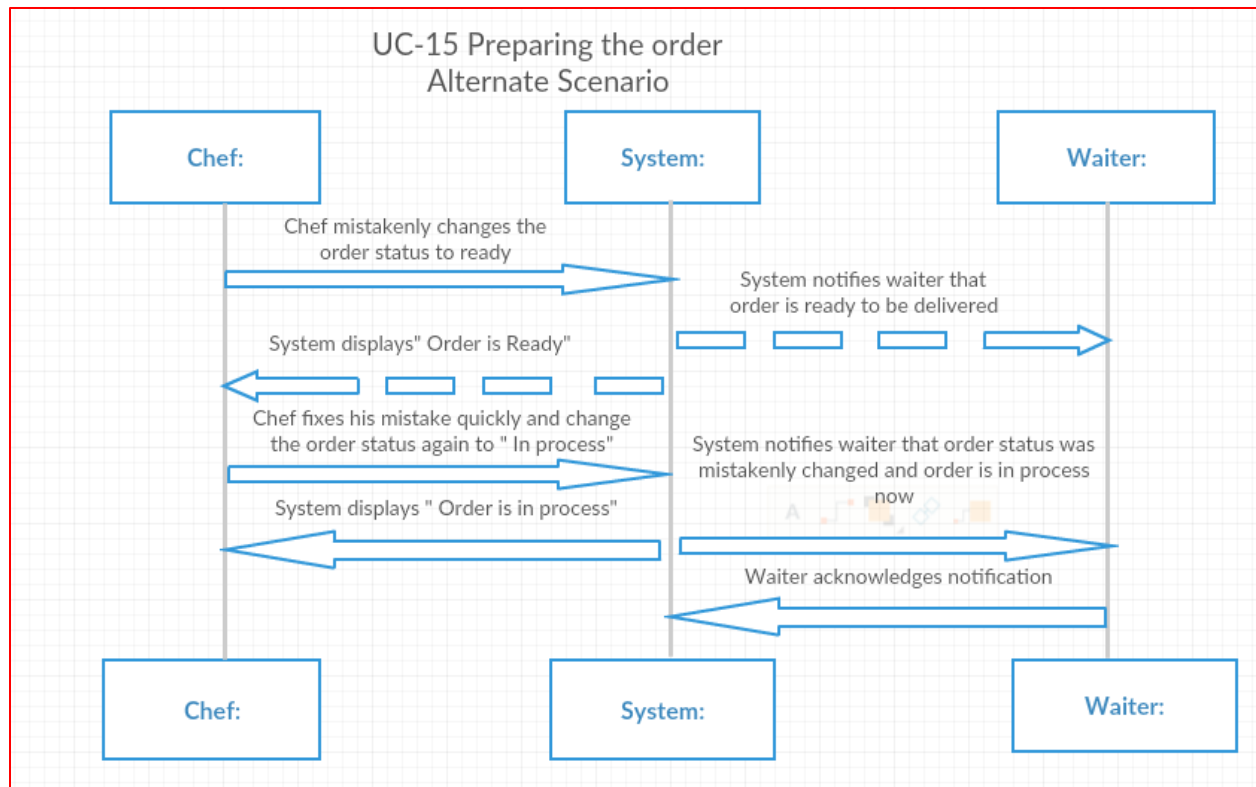 UC-15 Preparing the order
Alternate Scenario
Chef:
System:
Waiter:
Chef mistakenly changes the
order status to ready
System notifies waiter that
order is ready to be delivered
System displays" Order is Ready"
Chef fixes his mistake quickly and change
the order status again to " In process"
System notifies waiter that order status was
mistakenly changed and order is in process
now
System displays " Order is in process"
A
Waiter acknowledges notification
Chef:
System:
Waiter: